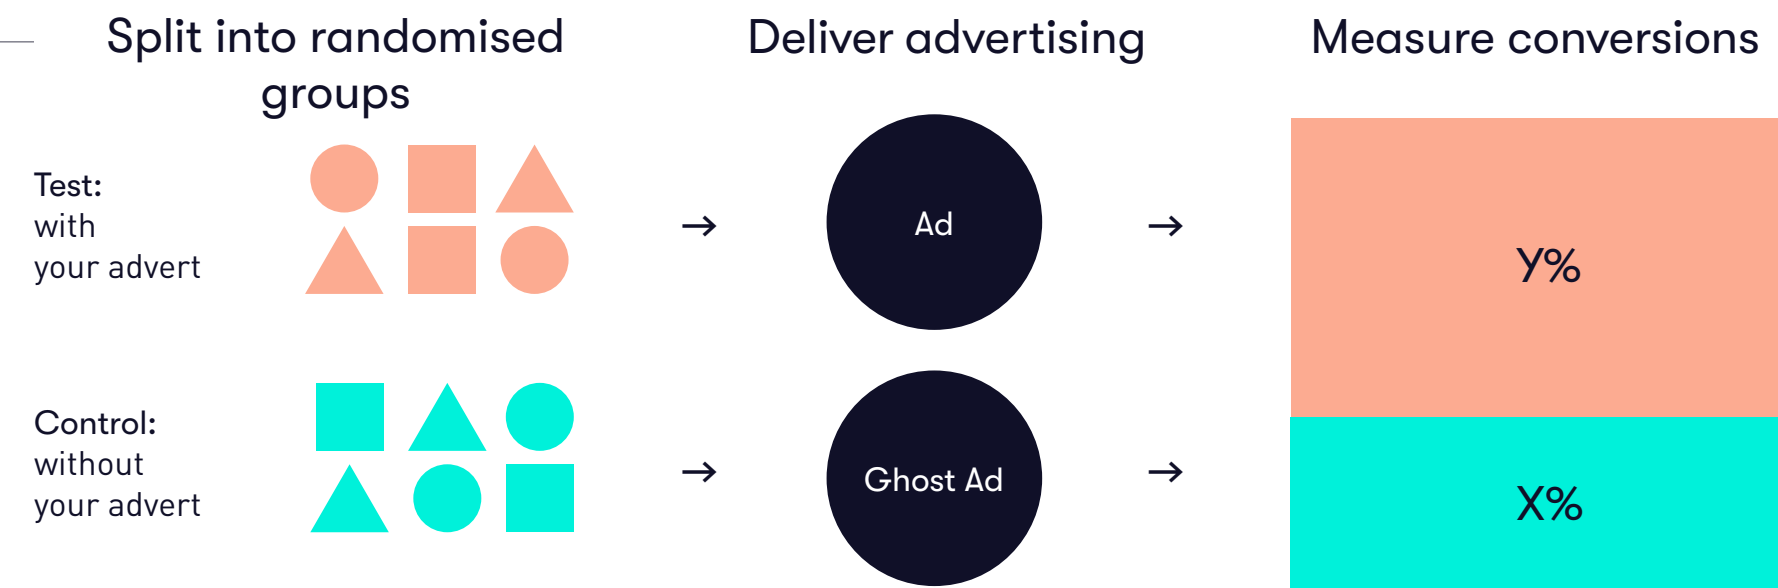 Split into randomised
groups
Deliver advertising
Measure conversions
Test:
with
your advert
Ad
Y%
Control:
without
your advert
Ghost Ad
X%